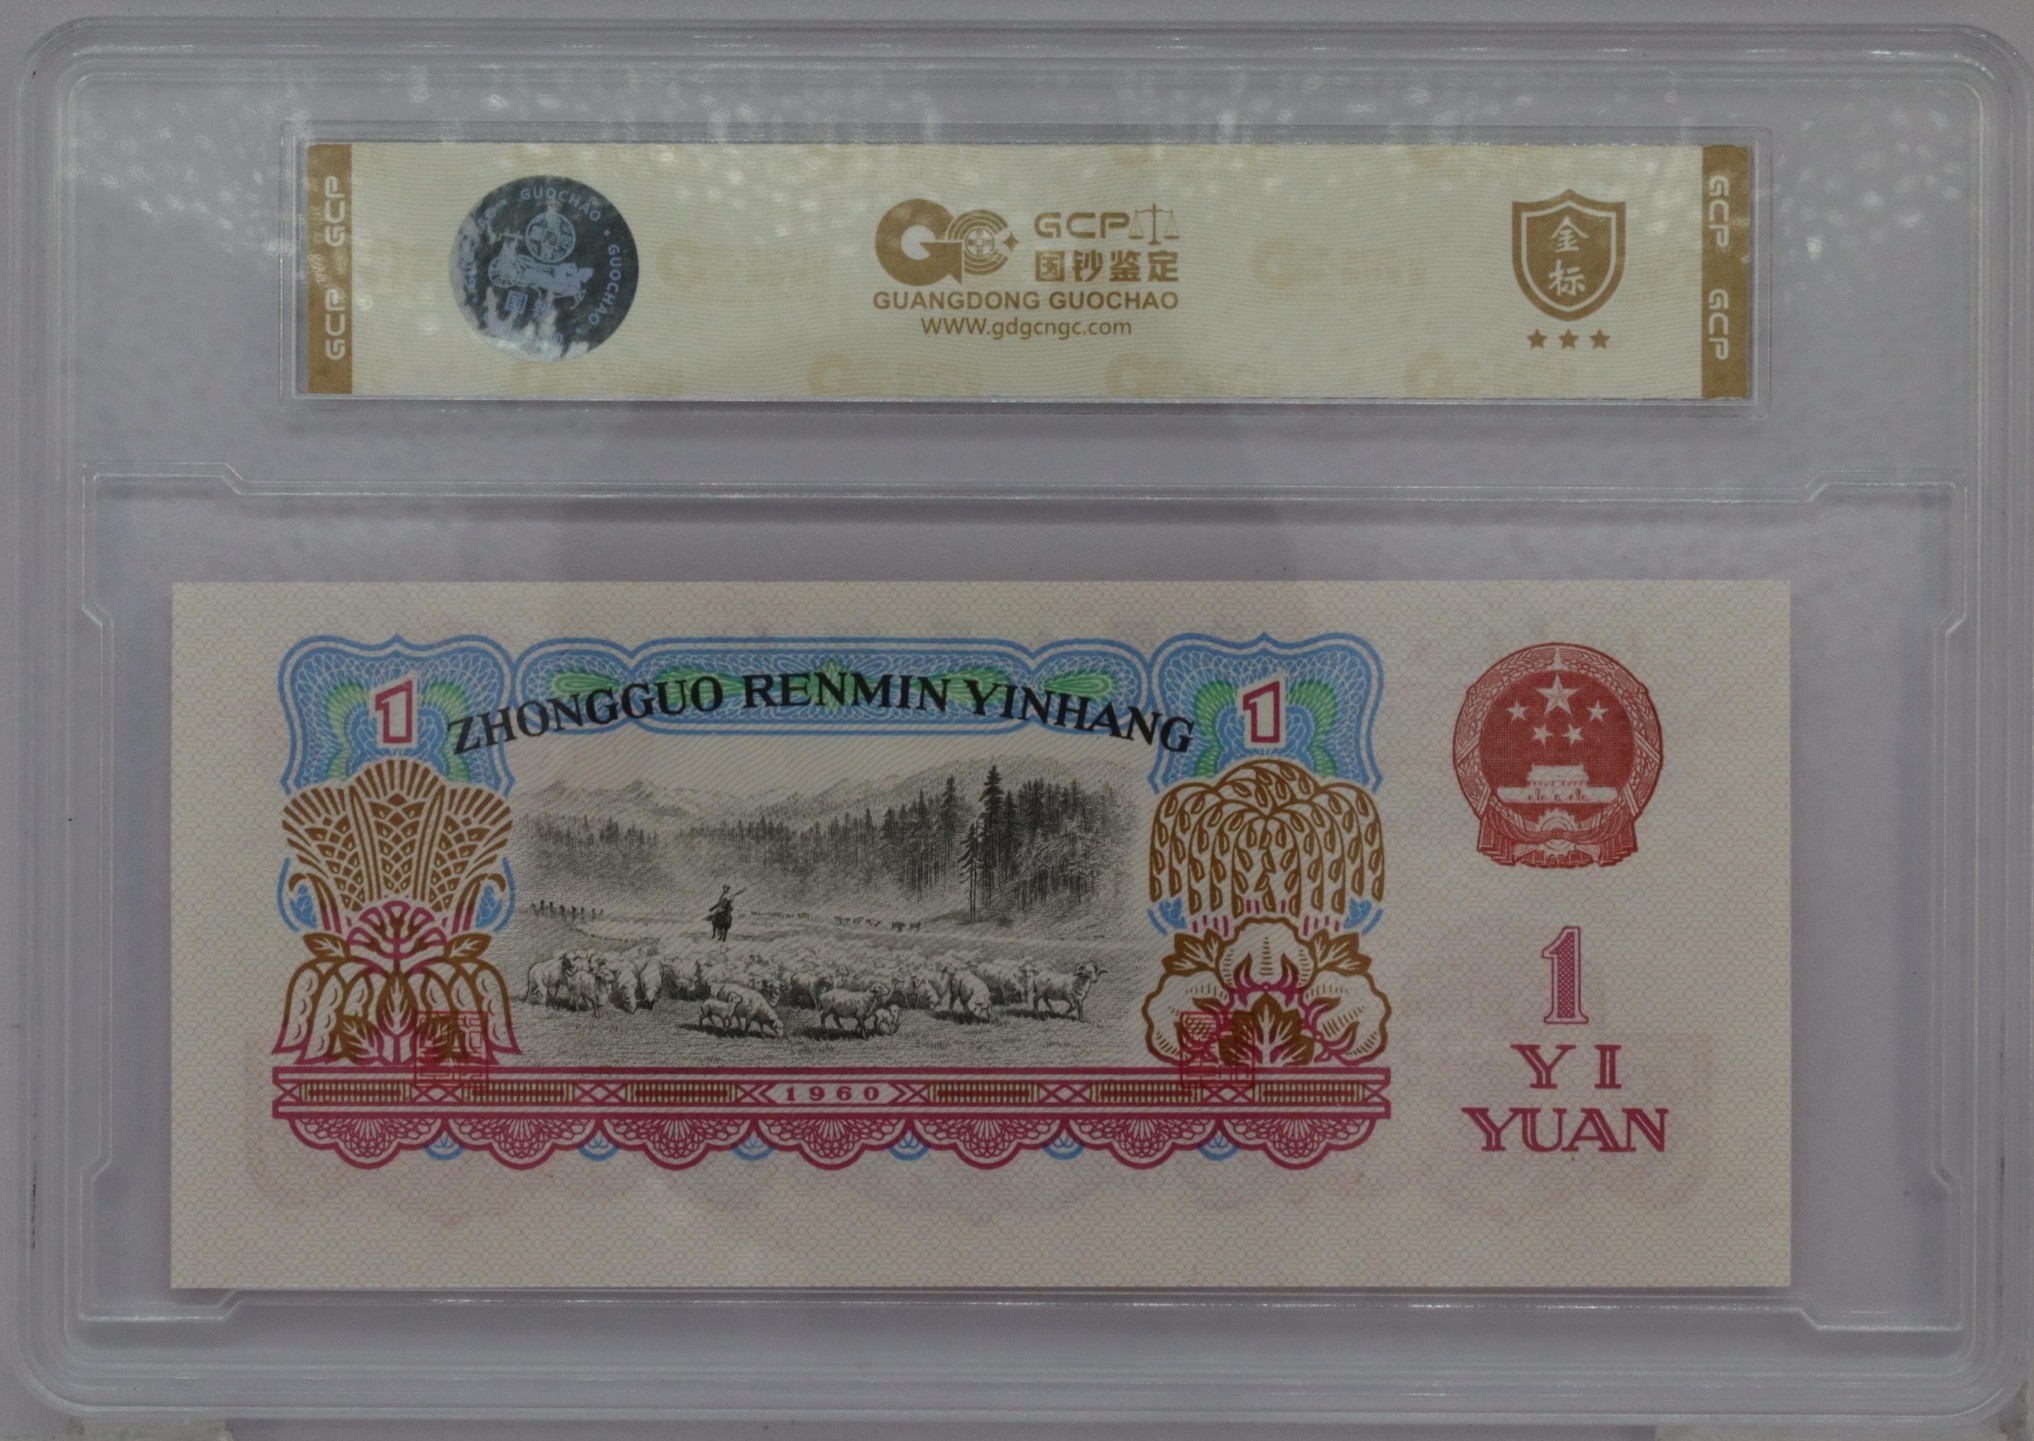 GCP GCP
GUOCHAO · GUOCHAO
GCP
国钞鉴定
GUANGDONG GUOCHAO
WWW.gdgcngc.com
金标
GCP GCP
1
ZHONGGUO RENMIN YINHANG
1
1960
1
YI
YUAN